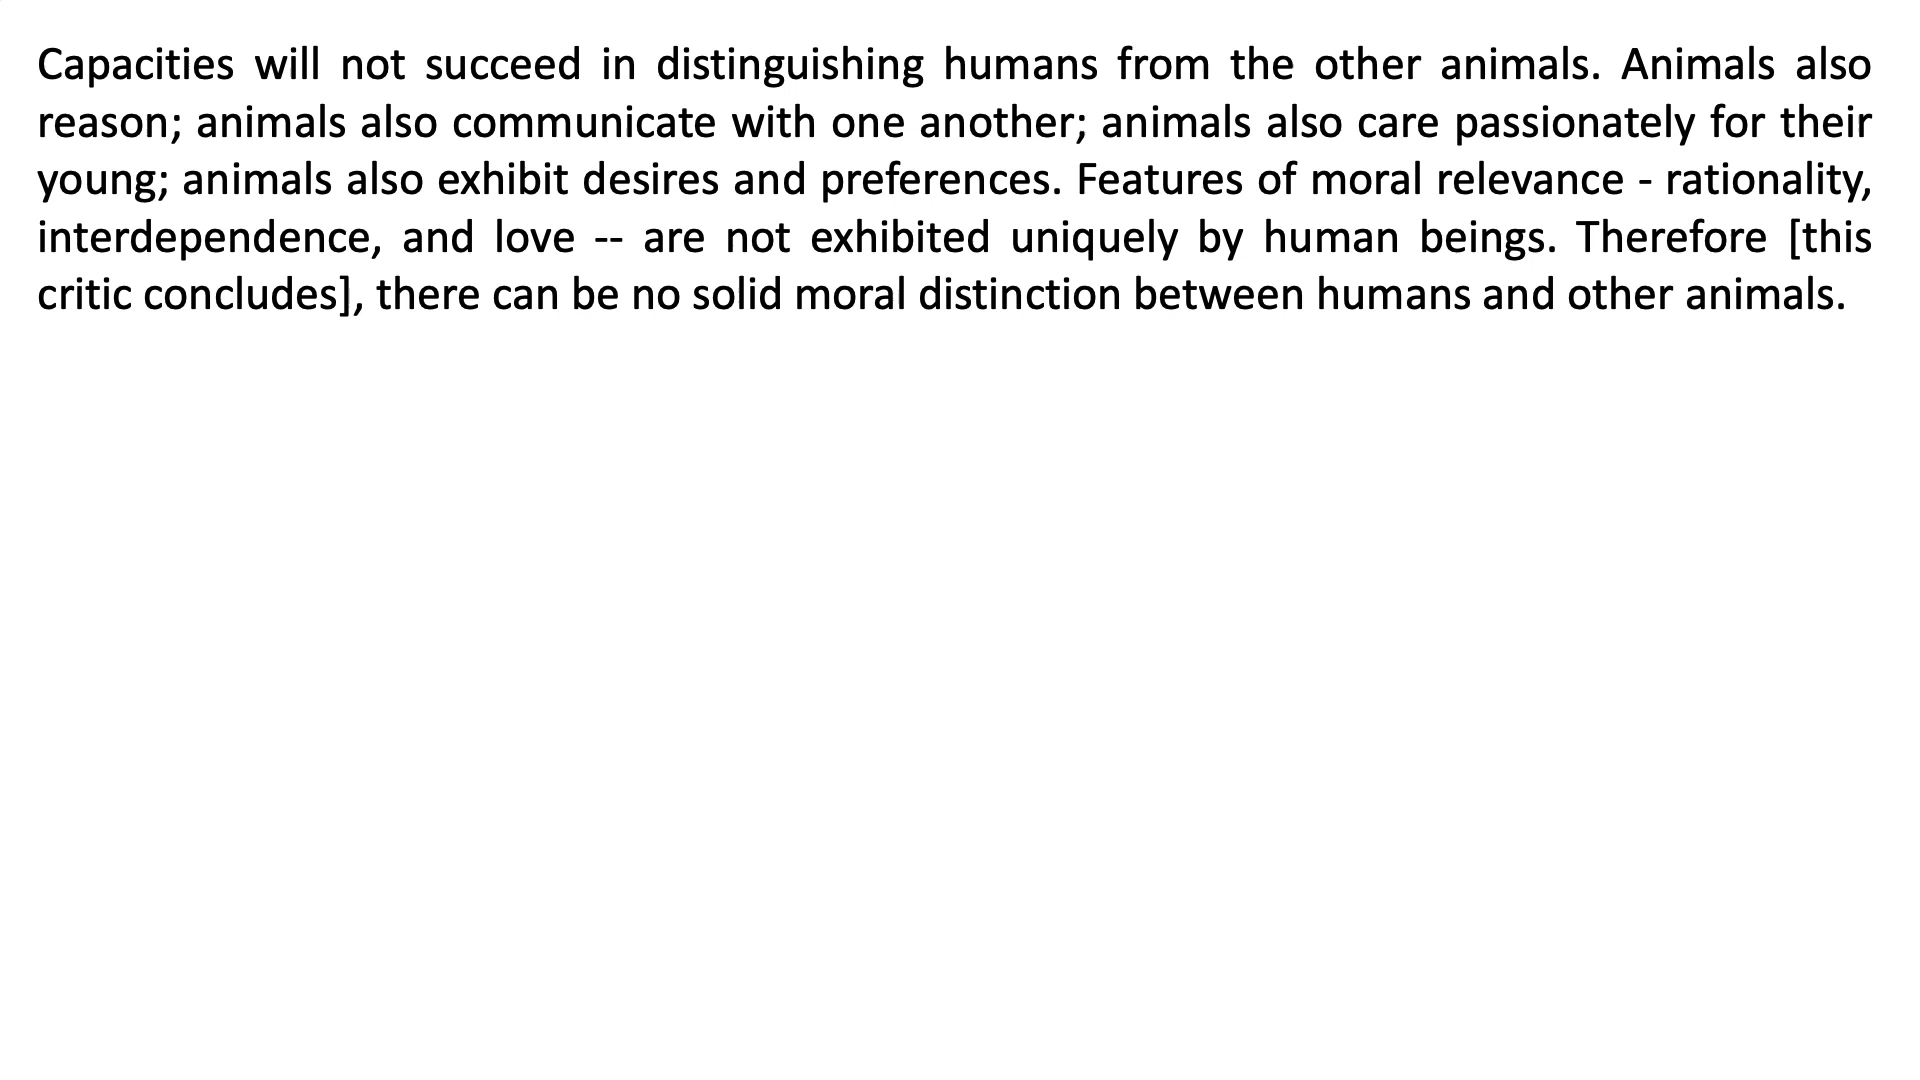 Capacities will not succeed in distinguishing humans from the other animals. Animals also
reason; animals also communicate with one another; animals also care passionately for their
young; animals also exhibit desires and preferences. Features of moral relevance - rationality,
interdependence, and love -- are not exhibited uniquely by human beings. Therefore [this
critic concludes], there can be no solid moral distinction between humans and other animals.